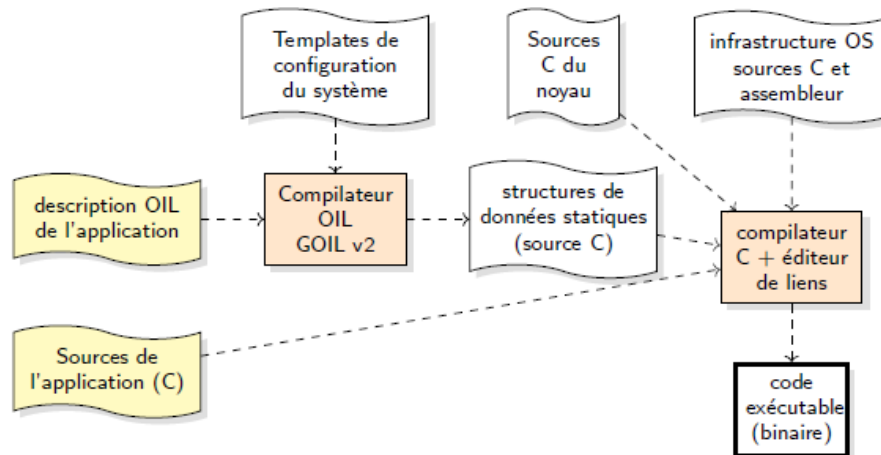 Templates de
configuration
du système
Sources
C du
noyau
infrastructure OS
sources C et
assembleur
description OIL
de l'application
Compilateur
OIL
GOIL v2
structures de
données statiques
(source C)
compilateur
C + éditeur
de liens
Sources de
l'application (C)
code
exécutable
(binaire)